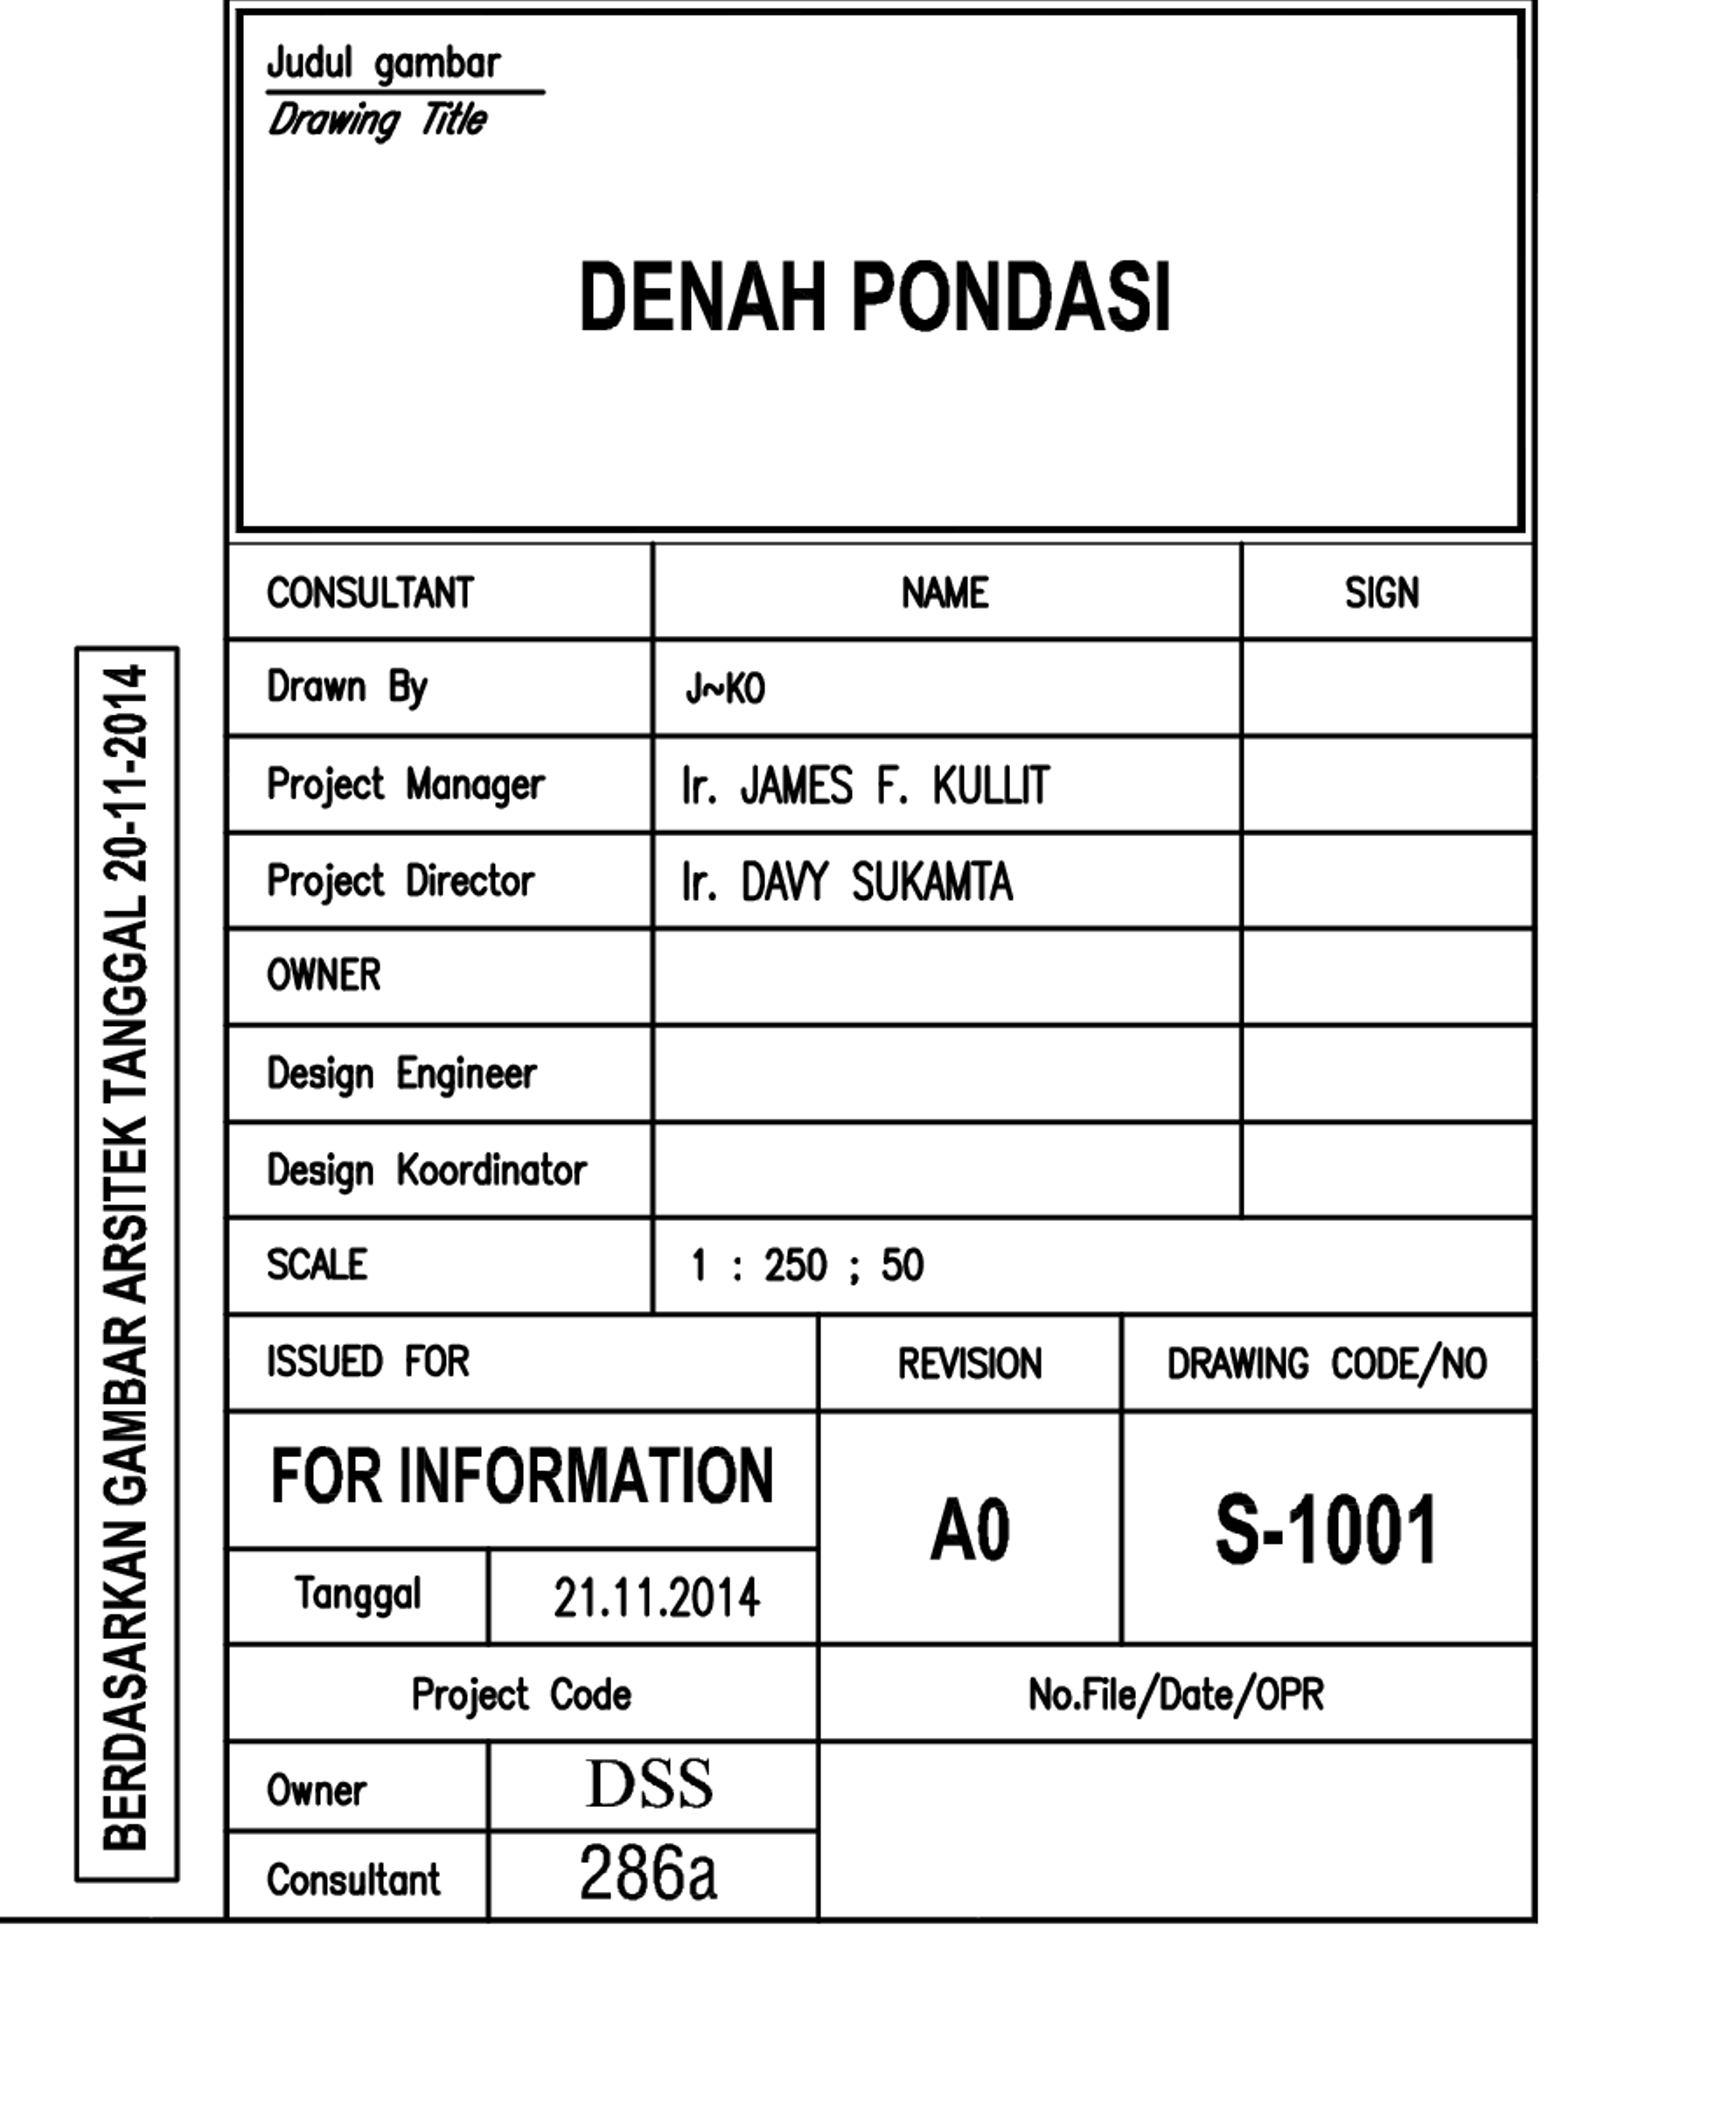 Judul gambar
Drawing Title
DENAH PONDASI
CONSULTANT NAME SIGN
Drawn By J~KO
Project Manager Ir. JAMES F. KULLIT
Project Director Ir. DAVY SUKAMTA
OWNER
Design Engineer
Design Koordinator
SCALE 1 : 250 ; 50
ISSUED FOR REVISION DRAWING CODE/NO
FOR INFORMATION A0 S-1001
Tanggal 21.11.2014
Project Code No.File/Date/OPR
Owner DSS
Consultant 286a
BERDASARKAN GAMBAR ARSITEK TANGGAL 20-11-2014